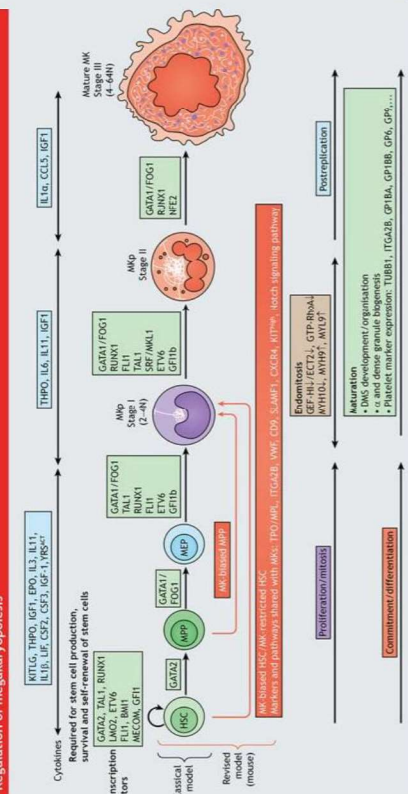 Regulation of megakaryopoiesis
Cytokines
KITLG, THPO, IGF1, EPO, IL3, IL11,
IL1β, LIF, CSF2, CSF3, IGF-1, YRSACT
THPO, IL6, IL11, IGF1
IL1α, CCL5, IGF1
Required for stem cell production,
survival and self-renewal of stem cells
nscription
tors
GATA2, TAL1, RUNX1
LMO2, ETV6
FLI1, BMI1
MECOM, GFI1
GATA2
GATA1/
FOG1
GATA1/FOG1
TAL1
RUNX1
FLI1
ETV6
GFI1b
GATA1/FOG1
RUNX1
FLI1
TAL1
SRF/MKL1
ETV6
GFI1b
GATA1/FOG1
RUNX1
NFE2
assical
model
HSC
MPP
MEP
MKp
Stage I
(2–4N)
MKp
Stage II
Mature MK
Stage III
(4–64N)
MK-biased MPP
Revised
model
(mouse)
MK-biased HSC/MK-restricted HSC
Markers and pathways shared with MKs: TPO/MPL, ITGA2B, VWF, CD9, SLAMF1, CXCR4, KIT, Notch signaling pathway
Proliferation/mitosis
Endomitosis
GEF-H1↓/ECT2↓, GTP-RhoA↓
MYH10↓, MYH9↑, MYL9↑
Postreplication
Commitment/differentiation
Maturation
• DMS development/organisation
• α and dense granule biogenesis
• Platelet marker expression: TUBB1, ITGA2B, GP1BA, GP1BB, GP6, GP9,...